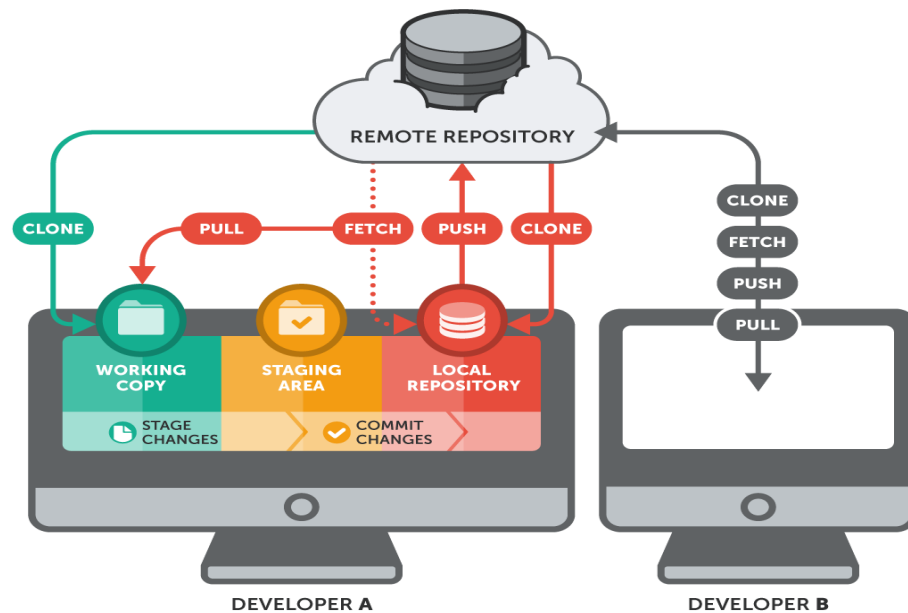 REMOTE REPOSITORY
CLONE
PULL
FETCH
PUSH
CLONE
CLONE
FETCH
PUSH
PULL
WORKING
COPY
STAGING
AREA
LOCAL
REPOSITORY
STAGE
CHANGES
COMMIT
CHANGES
DEVELOPER A
DEVELOPER B